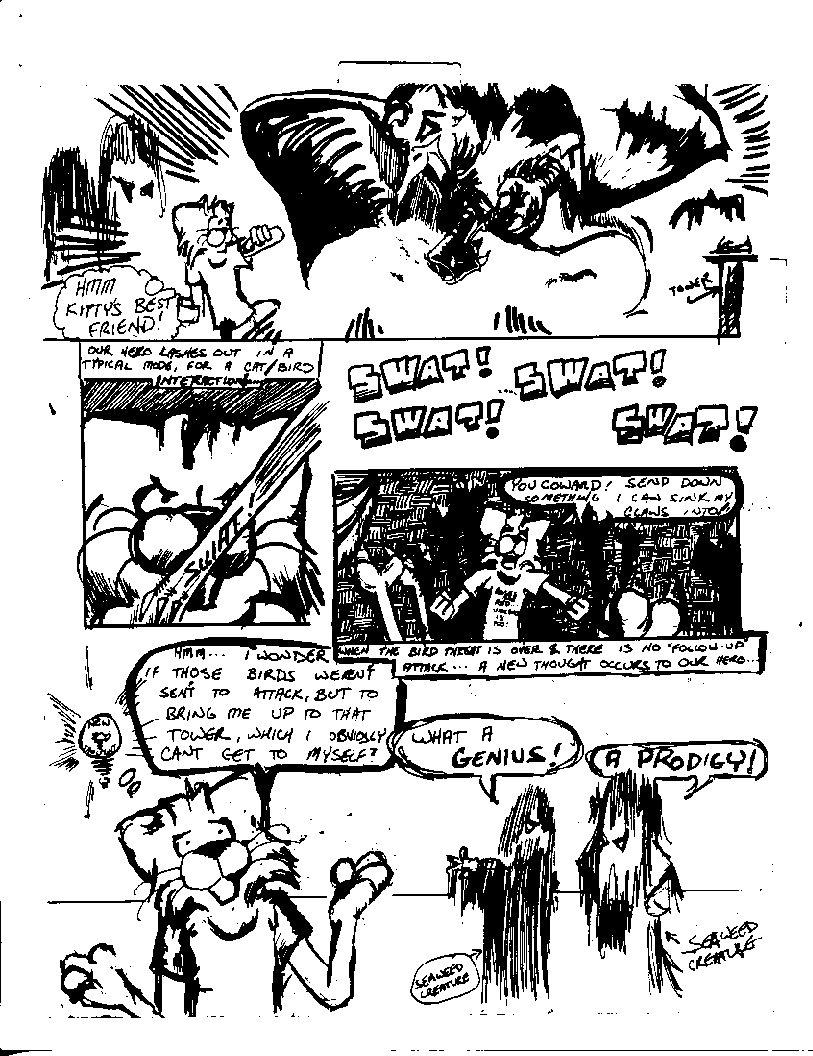 HMM
KITTY'S BEST
FRIEND!
TOWER
OUR HERO LASHES OUT IN A
TYPICAL MODE, FOR A CAT/BIRD
INTERACTION...
SWAT! SWAT!
SWAT! SWAT!
SWAT!
YOU COWARD! SEND DOWN
SOMETHING I CAN SINK MY
CLAWS INTO!
WHEN THE BIRD THREAT IS OVER & THERE IS NO "FOLLOW-UP"
ATTACK... A NEW THOUGHT OCCURS TO OUR HERO...
HMM... I WONDER
IF THOSE BIRDS WERENT
SENT TO ATTACK, BUT TO
BRING ME UP TO THAT
TOWER, WHICH I OBVIOUSLY
CANT GET TO MYSELF?
NEW
WHAT A
GENIUS!
A PRODIGY!
SEAWEED
CREATURE
SEAWEED
CREATURE